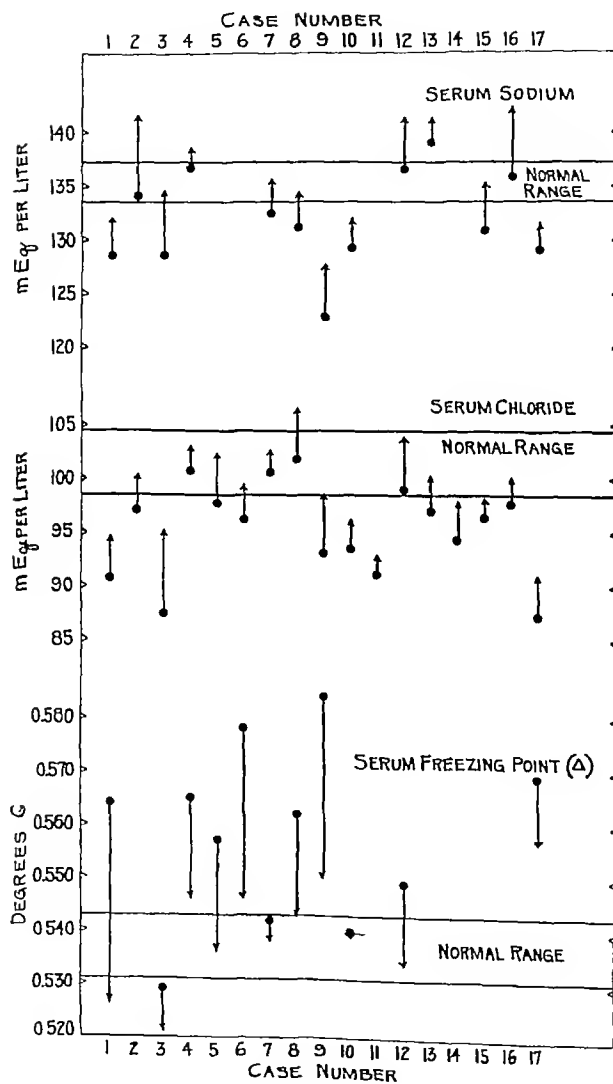 CASE NUMBER
1 2 3 4 5 6 7 8 9 10 11 12 13 14 15 16 17
SERUM SODIUM
140
135
130
125
120
mEq PER LITER
NORMAL
RANGE
SERUM CHLORIDE
NORMAL RANGE
105
100
95
90
85
mEq PER LITER
SERUM FREEZING POINT (Δ)
0.580
0.570
0.560
0.550
0.540
0.530
0.520
DEGREES G
NORMAL RANGE
1 2 3 4 5 6 7 8 9 10 11 12 13 14 15 16 17
CASE NUMBER